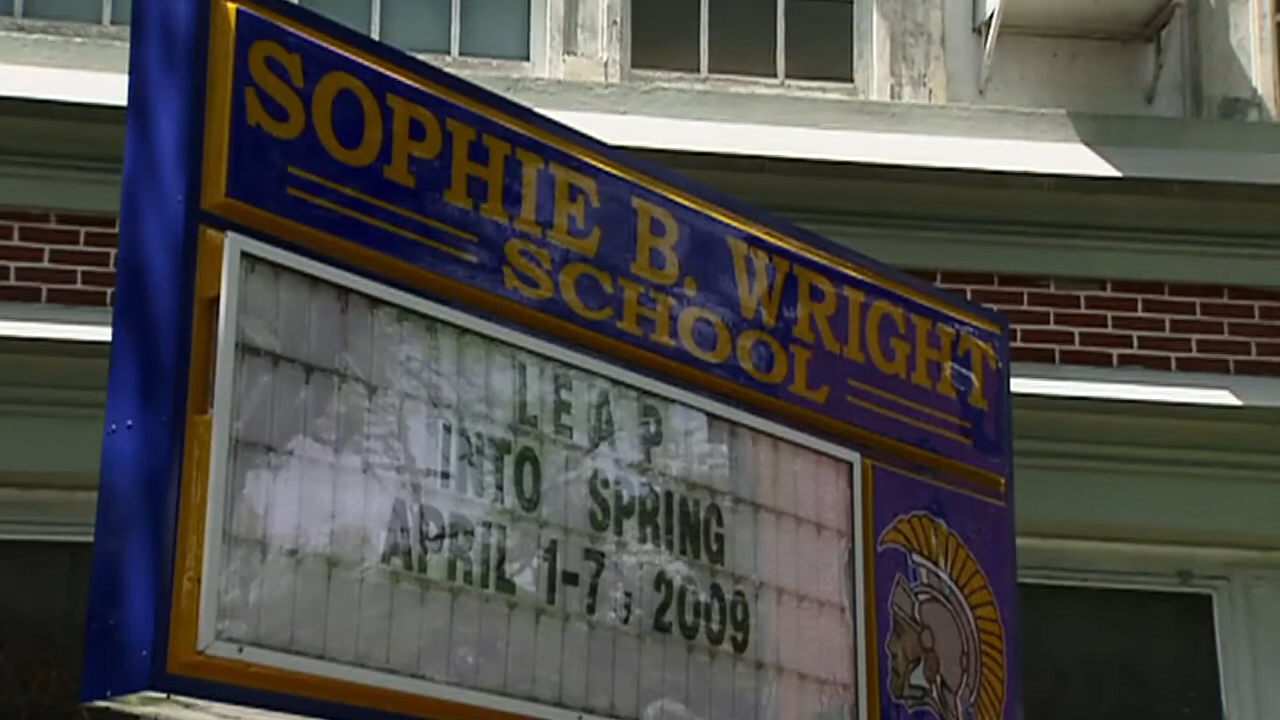 SOPHIE B. WRIGHT
SCHOOL
LEAP
INTO SPRING
APRIL 1-7, 2009